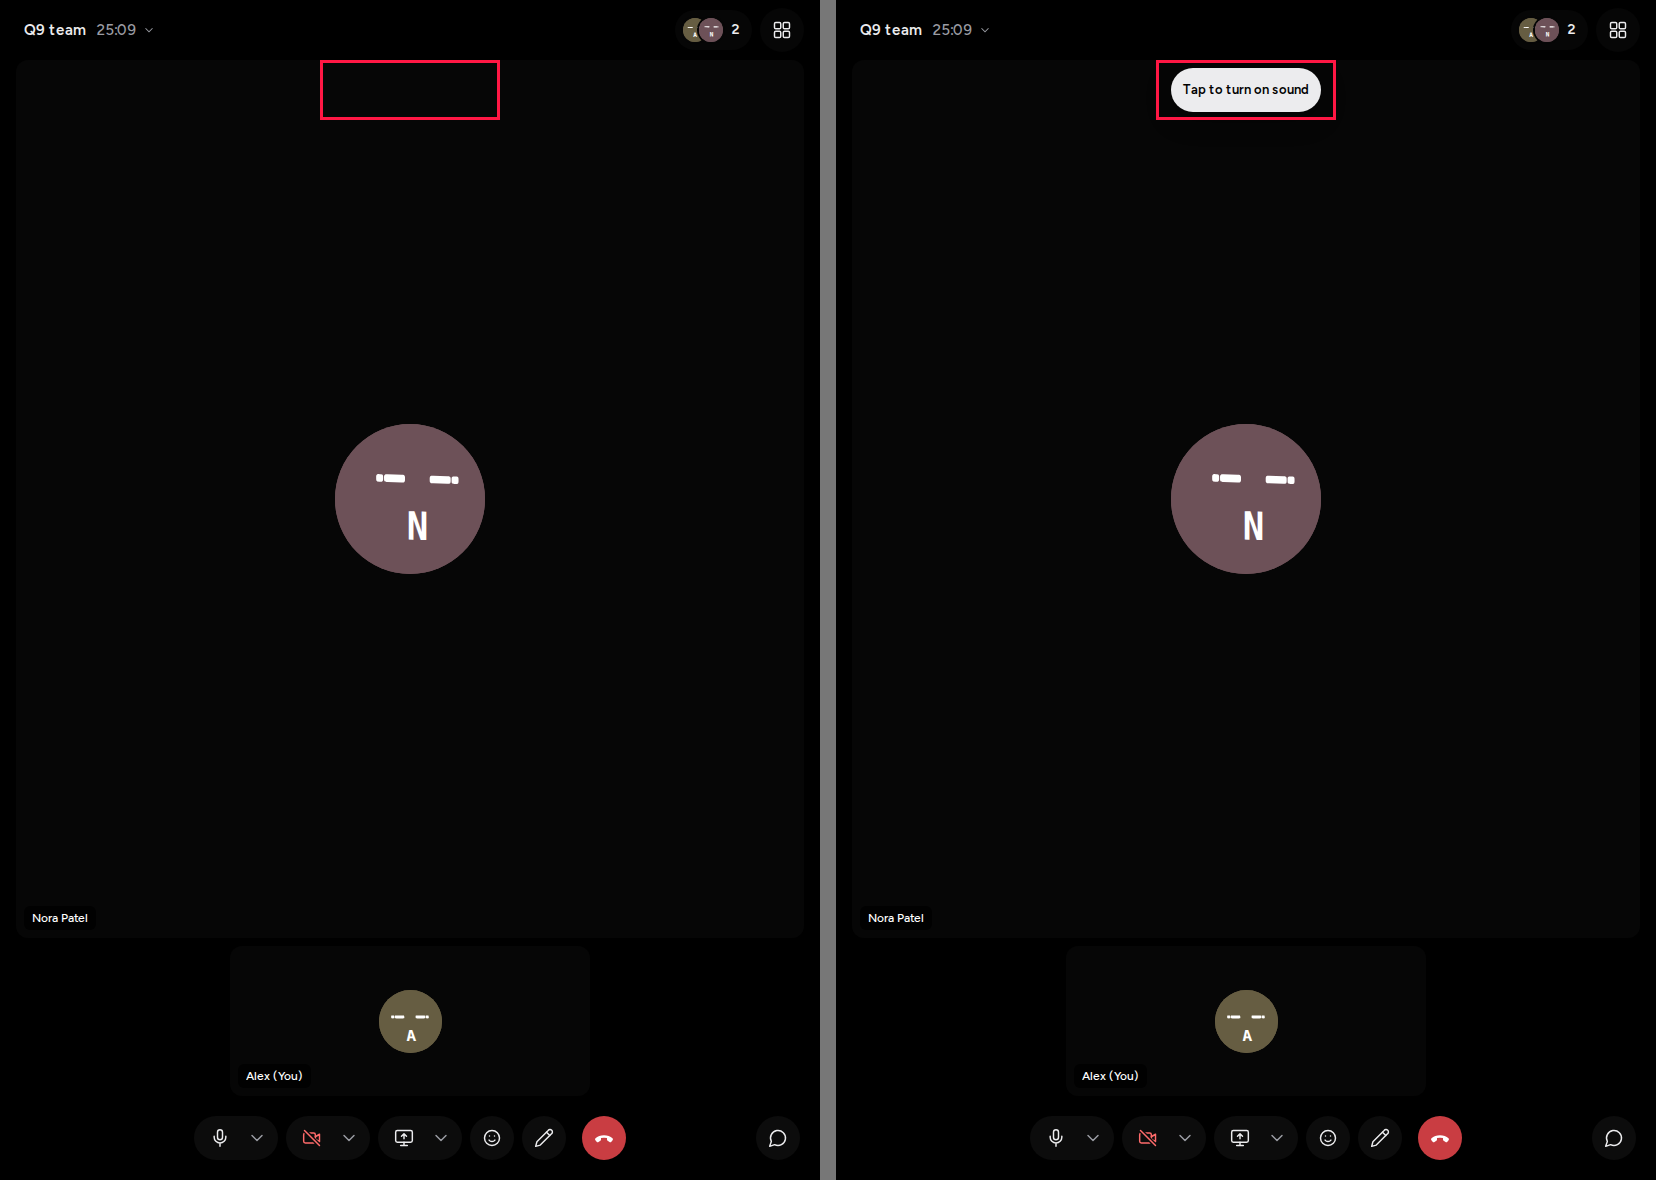 Q9 team 25:09
A N 2
N
Nora Patel
A
Alex (You)
Q9 team 25:09
A N 2
Tap to turn on sound
N
Nora Patel
A
Alex (You)